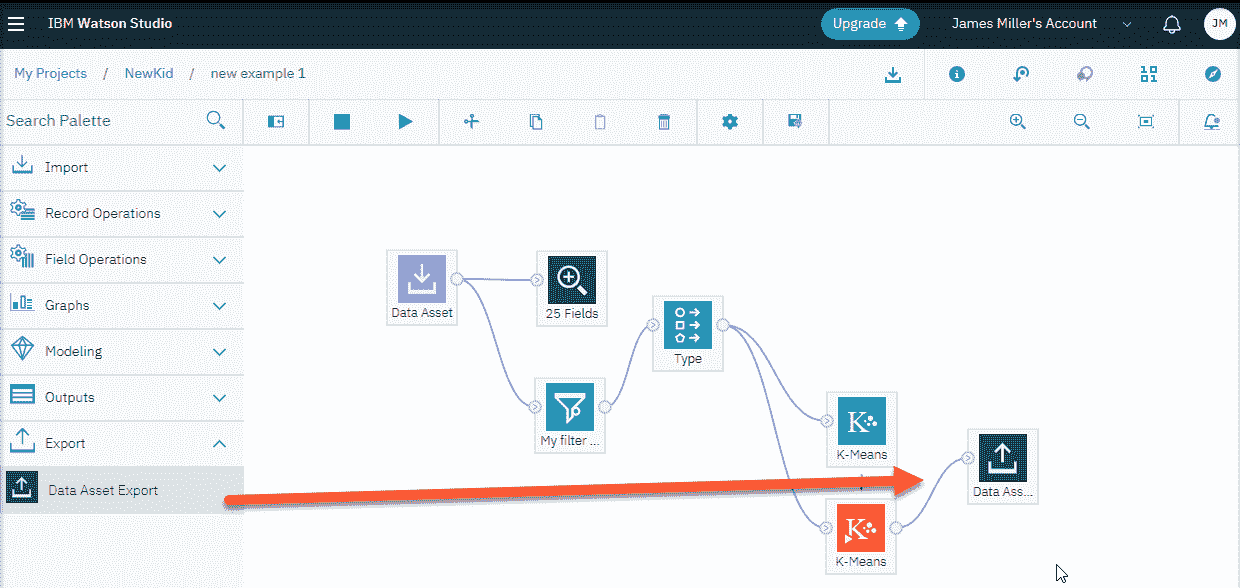 IBM Watson Studio
Upgrade
James Miller's Account
JM
My Projects / NewKid / new example 1
Search Palette
Import
Record Operations
Field Operations
Graphs
Modeling
Outputs
Export
Data Asset Export
Data Asset
25 Fields
Type
My filter ...
K-Means
Data Ass...
K-Means